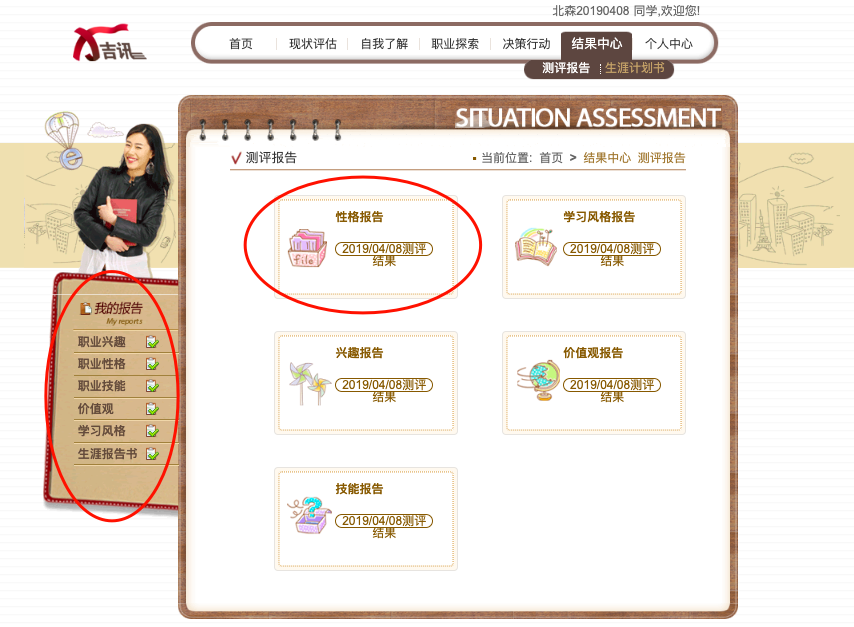 北森20190408 同学,欢迎您!
吉讯
首页 现状评估 自我了解 职业探索 决策行动 结果中心 个人中心
测评报告 生涯计划书
SITUATION ASSESSMENT
测评报告
当前位置: 首页 > 结果中心 测评报告
我的报告
My reports
职业兴趣
职业性格
职业技能
价值观
学习风格
生涯报告书
性格报告
2019/04/08测评
结果
file
学习风格报告
2019/04/08测评
结果
兴趣报告
2019/04/08测评
结果
价值观报告
2019/04/08测评
结果
技能报告
2019/04/08测评
结果